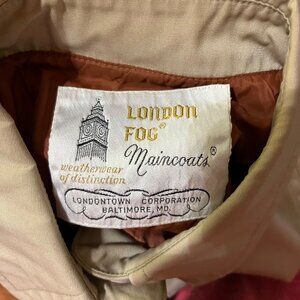 LONDON
FOG®
Maincoats®
weatherwear
of distinction
LONDONTOWN CORPORATION
BALTIMORE, MD.